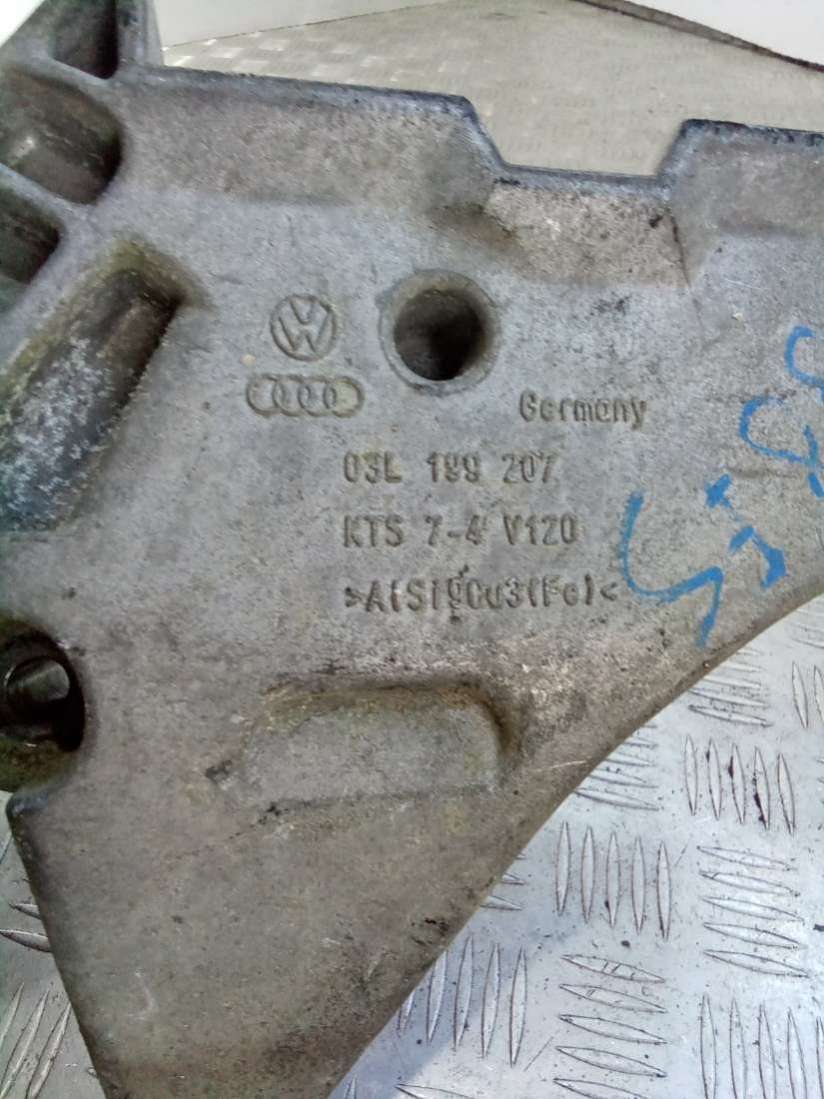 Germany
03L 199 207
KTS 7-4 V120
>AlSi9Cu3(Fe)<